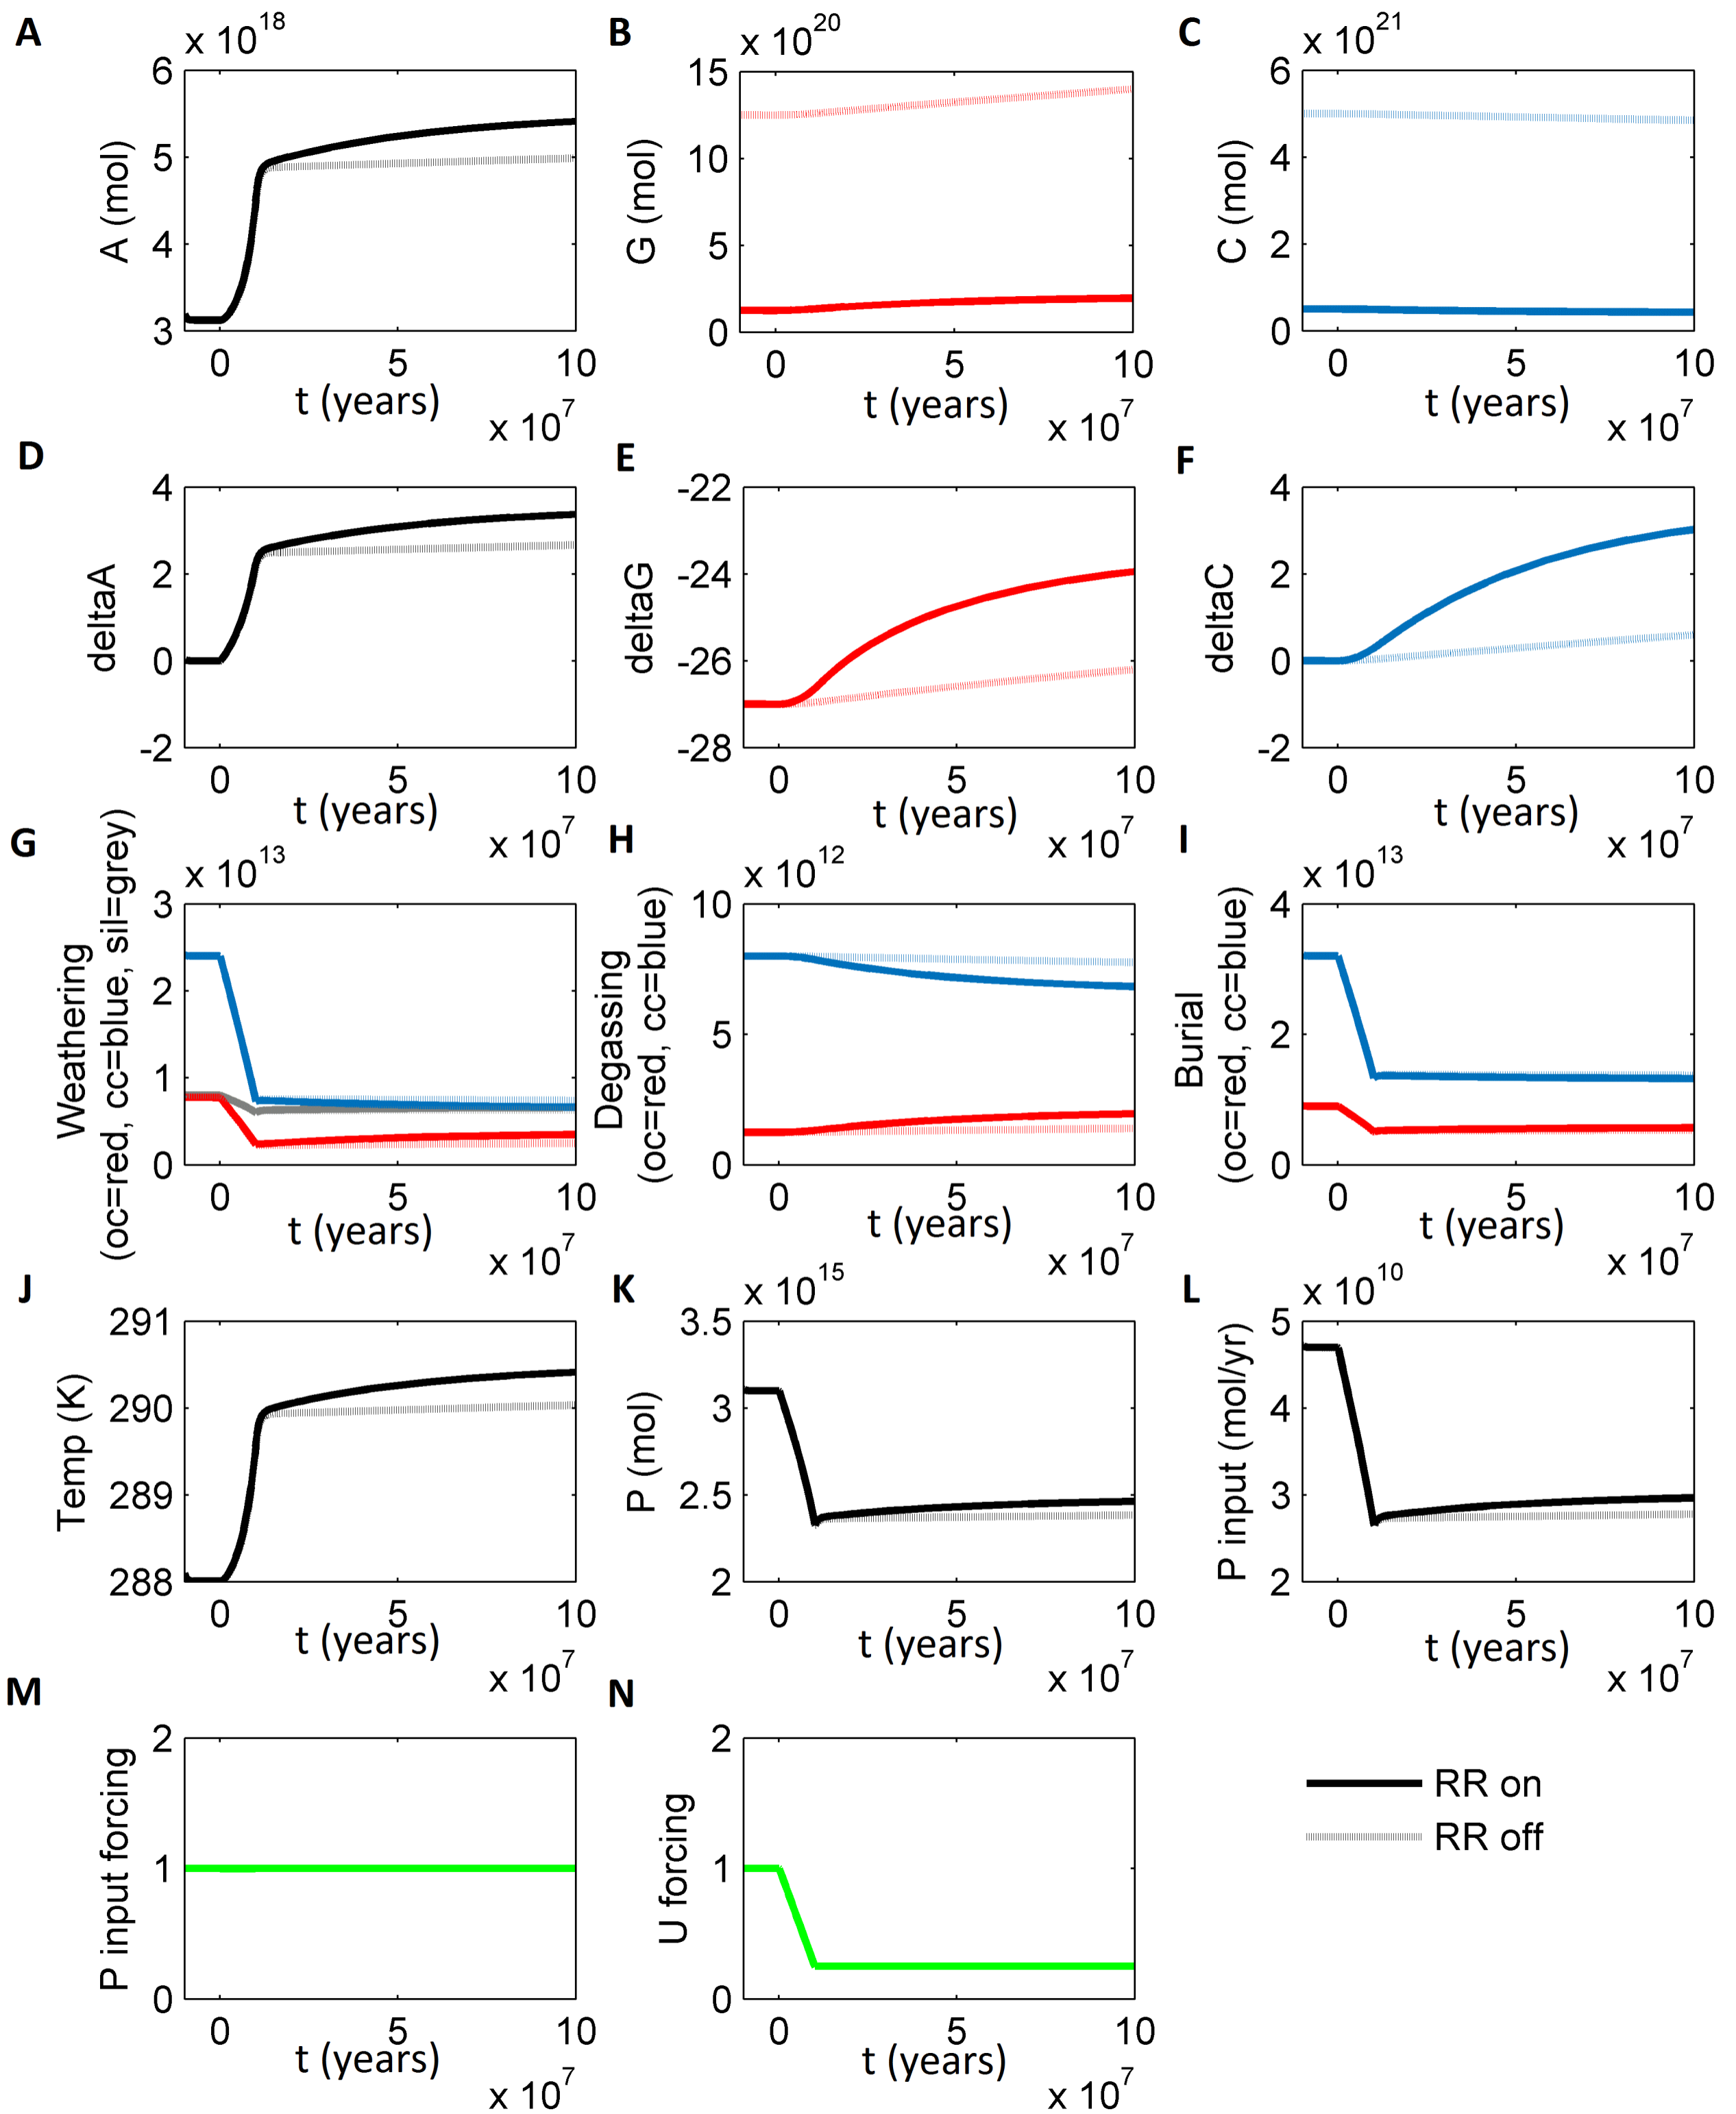 A
B
C
x 10^18
x 10^20
x 10^21
A (mol)
6
5
4
3
0
5
10
t (years)
x 10^7
G (mol)
15
10
5
0
0
5
10
t (years)
x 10^7
C (mol)
6
4
2
0
0
5
10
t (years)
x 10^7
D
E
F
deltaA
4
2
0
-2
0
5
10
t (years)
x 10^7
deltaG
-22
-24
-26
-28
0
5
10
t (years)
x 10^7
deltaC
4
2
0
-2
0
5
10
t (years)
x 10^7
G
H
I
x 10^13
x 10^12
x 10^13
Weathering
(oc=red, cc=blue, sil=grey)
3
2
1
0
0
5
10
t (years)
x 10^7
Degassing
(oc=red, cc=blue)
10
5
0
0
5
10
t (years)
x 10^7
Burial
(oc=red, cc=blue)
4
2
0
0
5
10
t (years)
x 10^7
J
K
L
x 10^15
x 10^10
Temp (K)
291
290
289
288
0
5
10
t (years)
x 10^7
P (mol)
3.5
3
2.5
2
0
5
10
t (years)
x 10^7
P input (mol/yr)
5
4
3
2
0
5
10
t (years)
x 10^7
M
N
P input forcing
2
1
0
0
5
10
t (years)
x 10^7
U forcing
2
1
0
0
5
10
t (years)
x 10^7
RR on
RR off